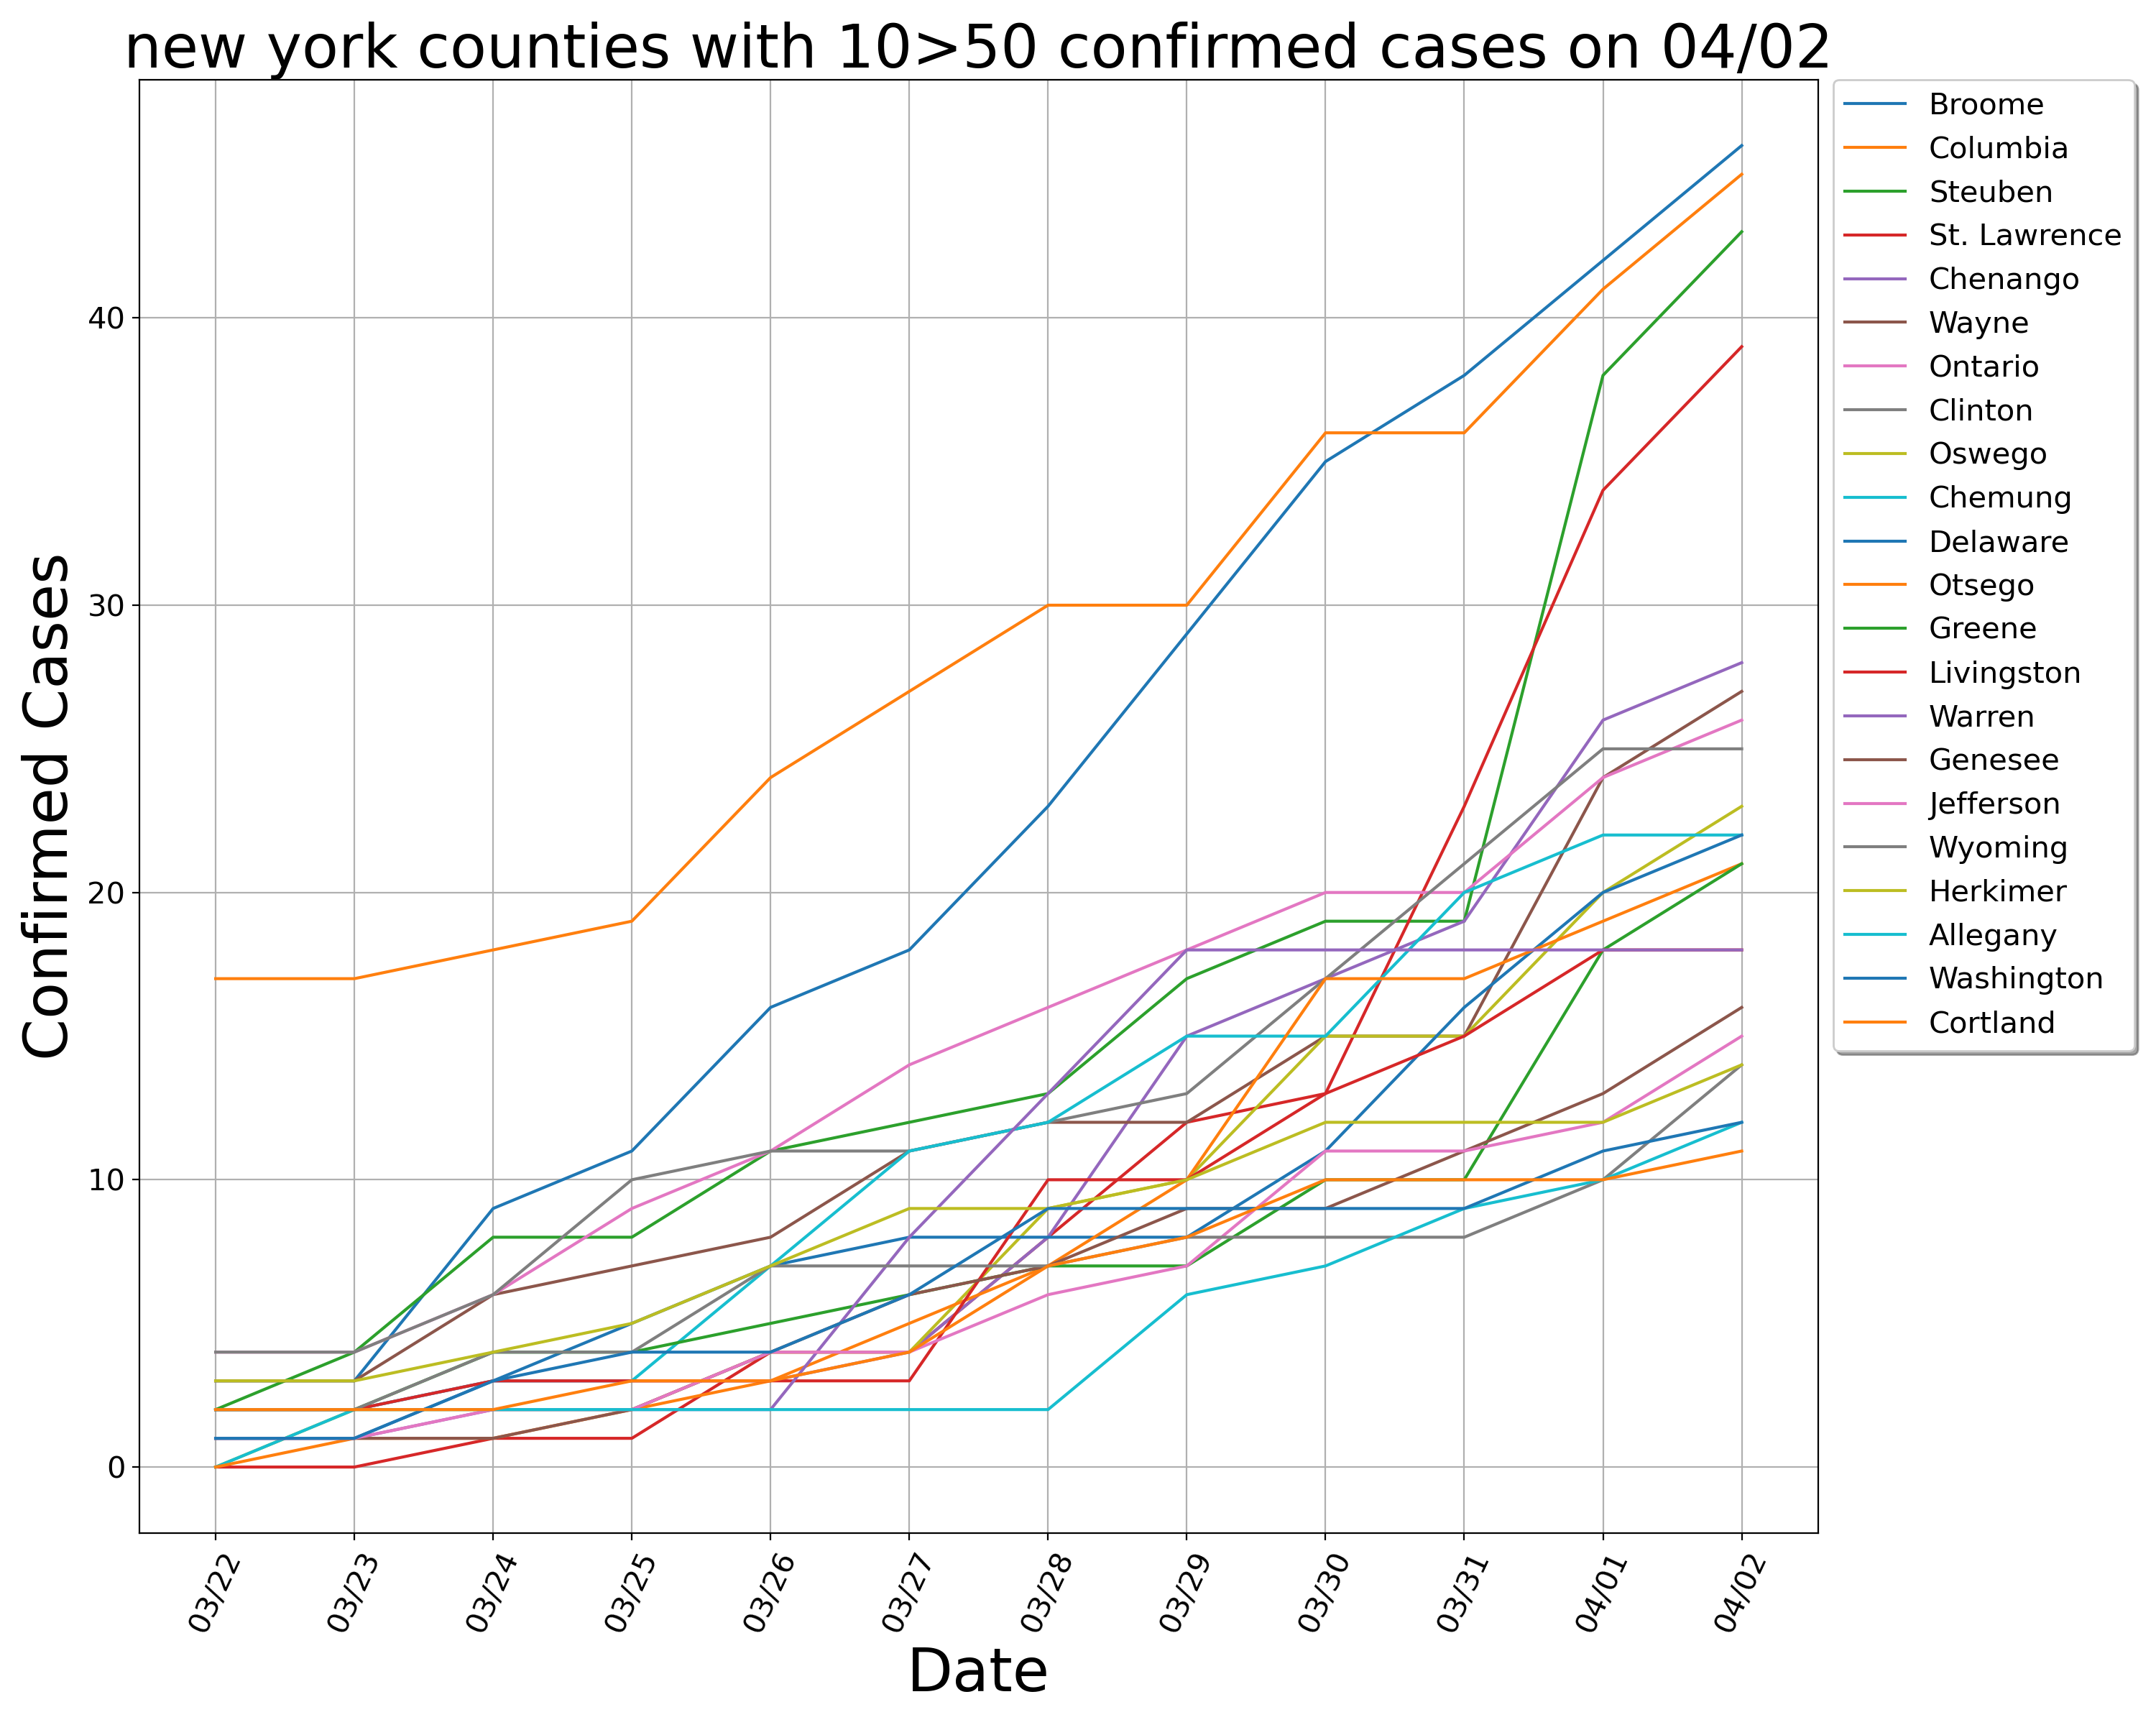 new york counties with 10>50 confirmed cases on 04/02
Confirmed Cases
40
30
20
10
0
03/22
03/23
03/24
03/25
03/26
03/27
03/28
03/29
03/30
03/31
04/01
04/02
Date
Broome
Columbia
Steuben
St. Lawrence
Chenango
Wayne
Ontario
Clinton
Oswego
Chemung
Delaware
Otsego
Greene
Livingston
Warren
Genesee
Jefferson
Wyoming
Herkimer
Allegany
Washington
Cortland